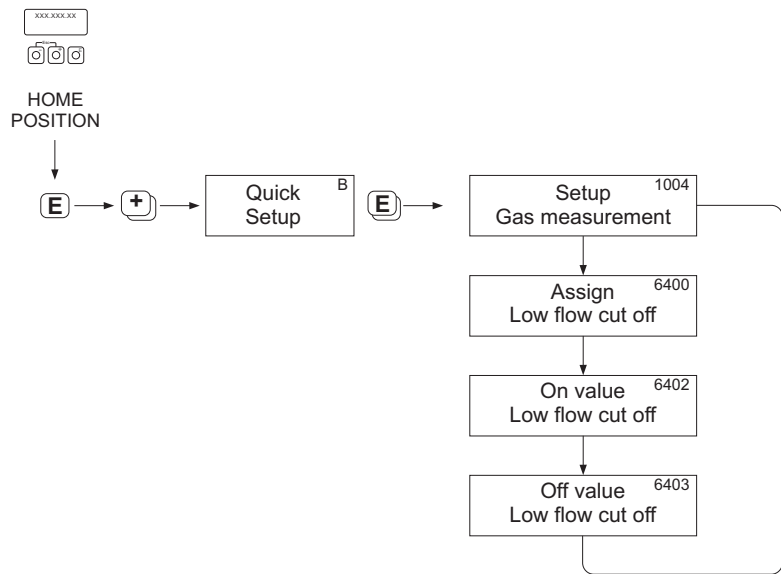 xxx.xxx.xx
HOME
POSITION
E
+
Quick B
Setup
E
Setup 1004
Gas measurement
Assign 6400
Low flow cut off
On value 6402
Low flow cut off
Off value 6403
Low flow cut off